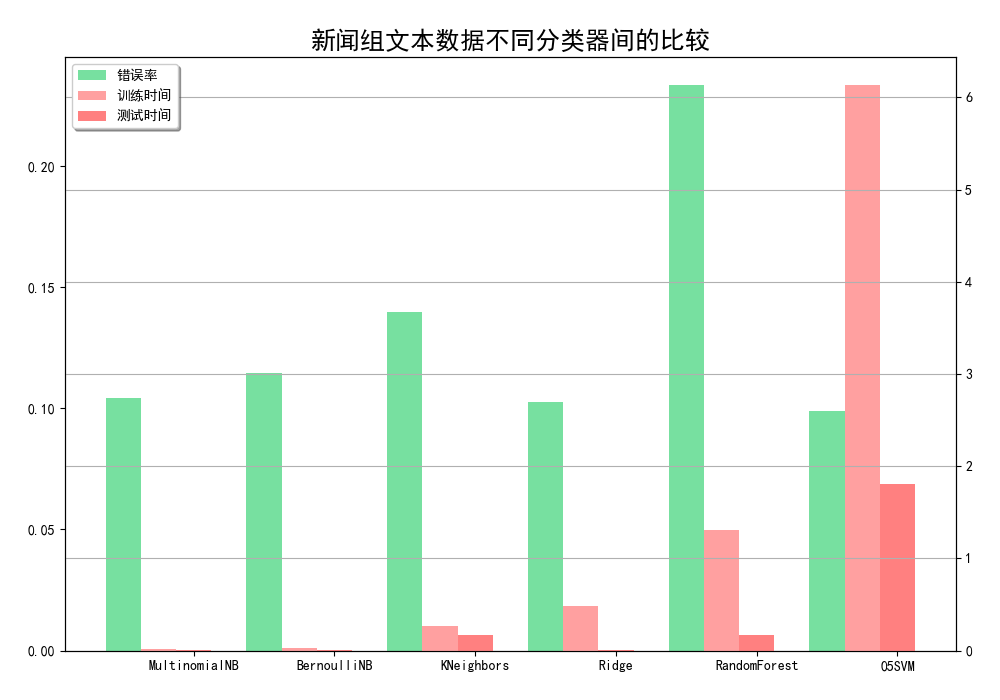 新闻组文本数据不同分类器间的比较
错误率
训练时间
测试时间
0.20
0.15
0.10
0.05
0.00
6
5
4
3
2
1
0
MultinomialNB
BernoulliNB
KNeighbors
Ridge
RandomForest
05SVM